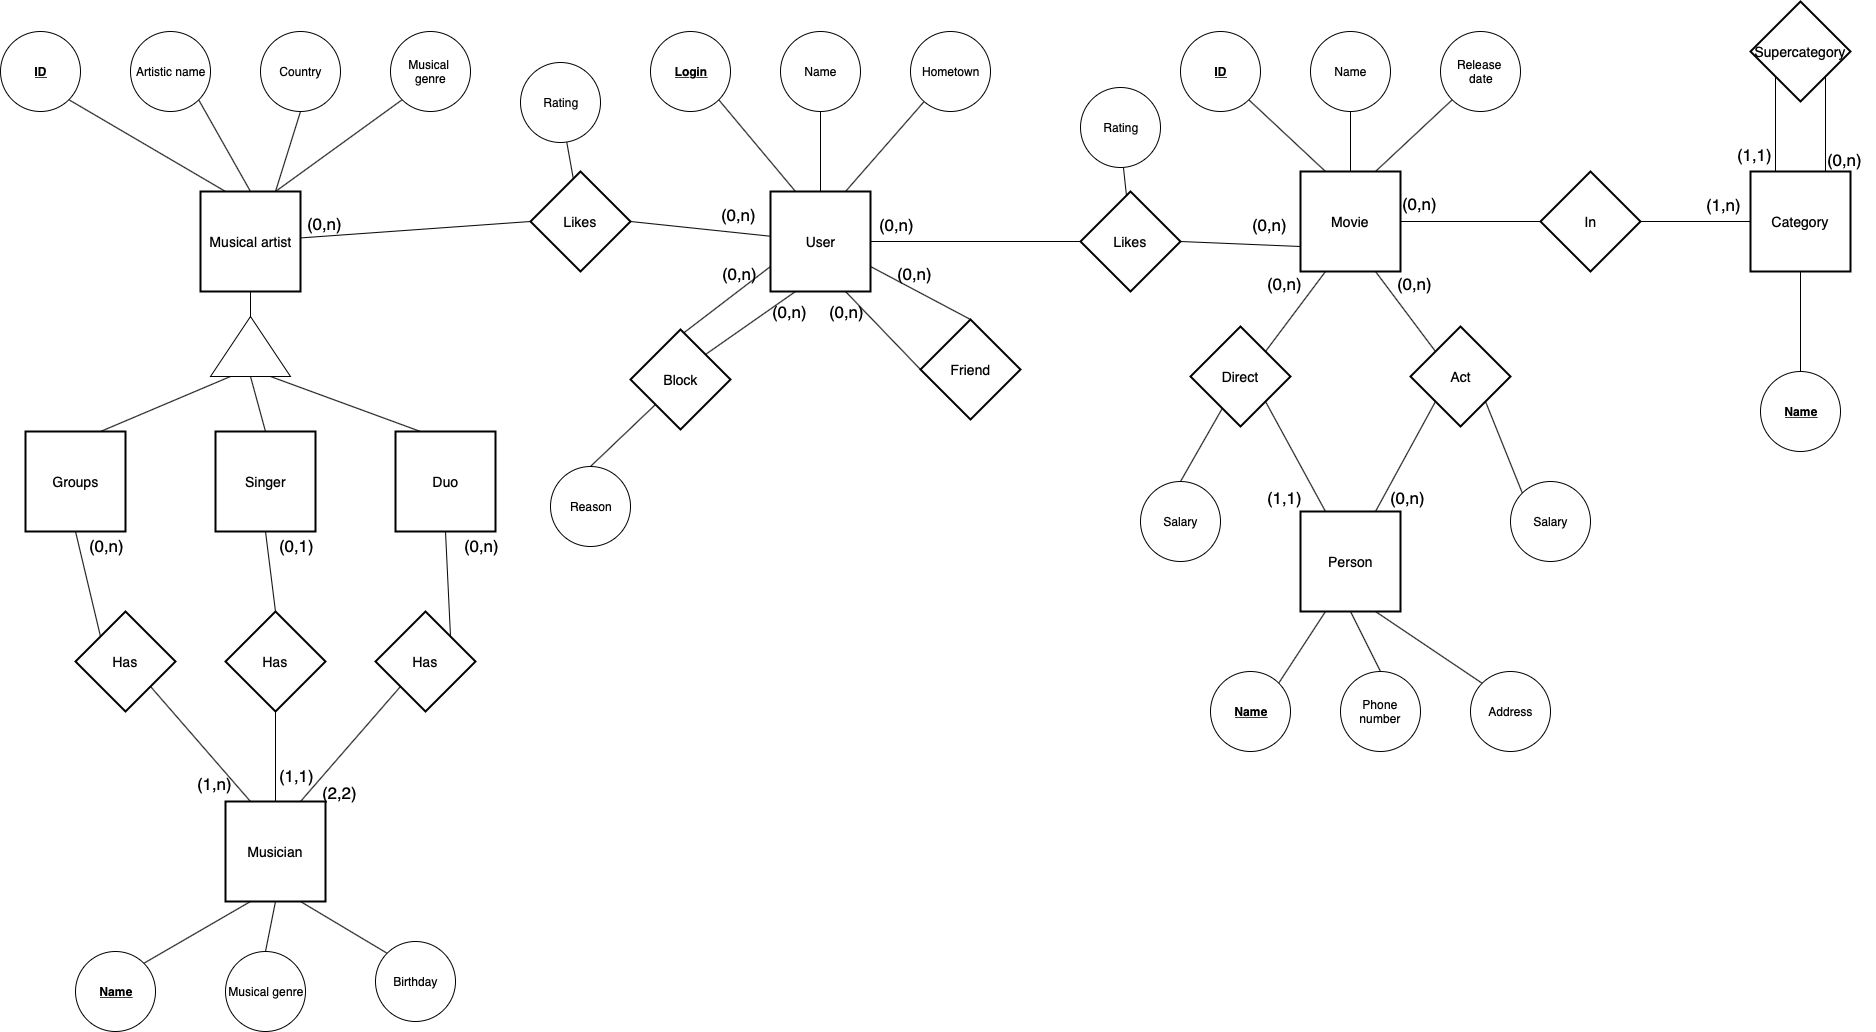 Supercategory
ID
Artistic name
Country
Musical
genre
Rating
Login
Name
Hometown
Rating
ID
Name
Release
date
(1,1)
(0,n)
Musical artist
(0,n)
Likes
(0,n)
User
(0,n)
Likes
(0,n)
Movie
(0,n)
In
(1,n)
Category
(0,n)
(0,n)
(0,n)
(0,n)
(0,n)
(0,n)
Block
Friend
Direct
Act
Name
Groups
Singer
Duo
Reason
(1,1)
(0,n)
Salary
Salary
(0,n)
(0,1)
(0,n)
Person
Has
Has
Has
Name
Phone
number
Address
(1,n)
(1,1)
(2,2)
Musician
Name
Musical genre
Birthday